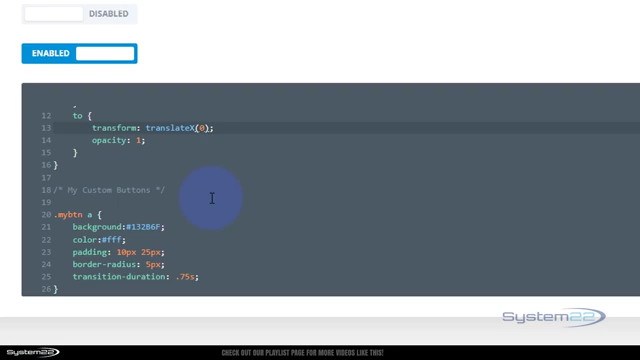 DISABLED
ENABLED
12 to {
13 transform: translateX(0);
14 opacity: 1;
15 }
16 }
17
18 /* My Custom Buttons */
19
20 .mybtn a {
21 background:#132B6F;
22 color:#fff;
23 padding: 10px 25px;
24 border-radius: 5px;
25 transition-duration: .75s;
26 }
System22
System22
CHECK OUT OUR PLAYLIST PAGE FOR MORE VIDEOS LIKE THIS!